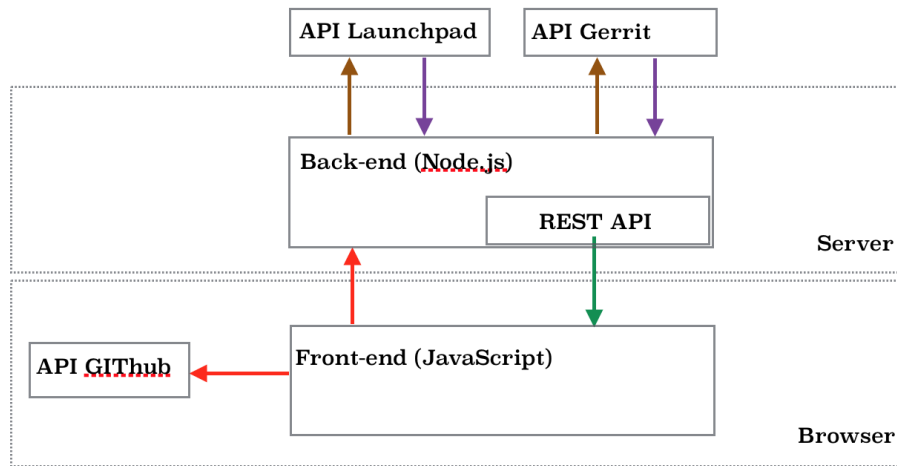 API Launchpad
API Gerrit
Back-end (Node.js)
REST API
Server
Front-end (JavaScript)
API GIThub
Browser